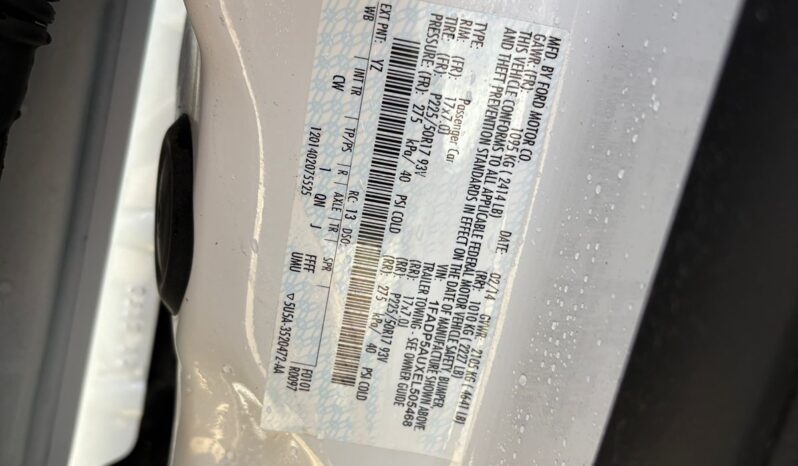 MFD. BY FORD MOTOR CO.
DATE: 02/14 GVWR: 2105 KG (4641 LB)
GAWR: (FR): 1095 KG (2414 LB) (RR): 1010 KG (2227 LB)
THIS VEHICLE CONFORMS TO ALL APPLICABLE FEDERAL MOTOR VEHICLE SAFETY, BUMPER
AND THEFT PREVENTION STANDARDS IN EFFECT ON THE DATE OF MANUFACTURE SHOWN ABOVE
VIN: 1FADP5AUXEL505468
TYPE: Passenger Car TRAILER TOWING - SEE OWNER GUIDE
RIM: (FR): 17x7.0J (RR): 17x7.0J
TIRE: (FR): P225/50R17 93V (RR): P225/50R17 93V
PRESSURE (FR): 275 kPa/ 40 PSI COLD (RR): 275 kPa/ 40 PSI COLD
EXT PNT: YZ RC: 13 DSO:
WB INT TR TP/PS R AXLE TR SPR F0101
CW 1 QN J FFFF R0097
UMU
1201402075525 5U5A-3520472-AA